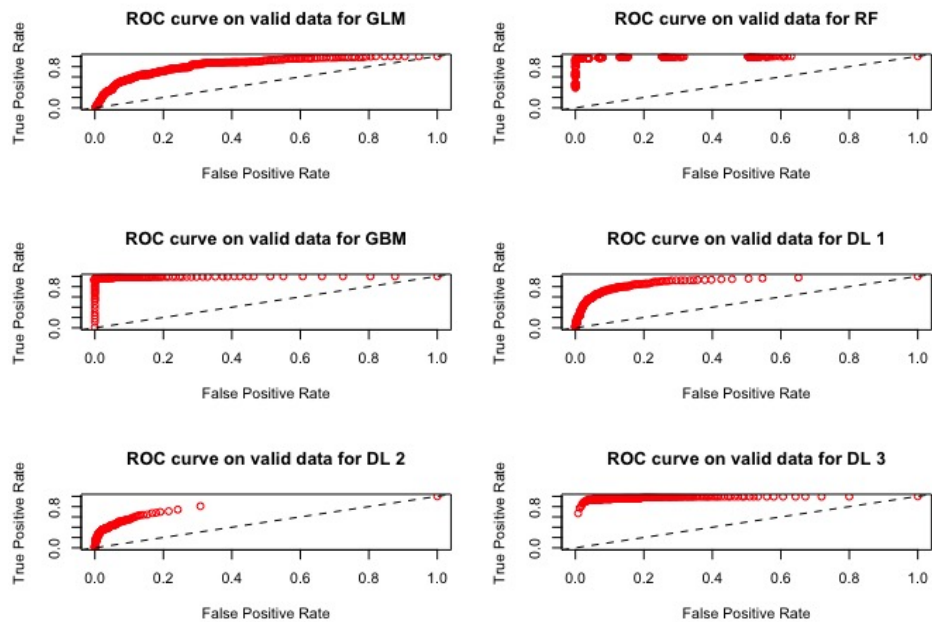 ROC curve on valid data for GLM
True Positive Rate
0.0 0.8
0.0 0.2 0.4 0.6 0.8 1.0
False Positive Rate
ROC curve on valid data for RF
True Positive Rate
0.0 0.8
0.0 0.2 0.4 0.6 0.8 1.0
False Positive Rate
ROC curve on valid data for GBM
True Positive Rate
0.0 0.8
0.0 0.2 0.4 0.6 0.8 1.0
False Positive Rate
ROC curve on valid data for DL 1
True Positive Rate
0.0 0.8
0.0 0.2 0.4 0.6 0.8 1.0
False Positive Rate
ROC curve on valid data for DL 2
True Positive Rate
0.0 0.8
0.0 0.2 0.4 0.6 0.8 1.0
False Positive Rate
ROC curve on valid data for DL 3
True Positive Rate
0.0 0.8
0.0 0.2 0.4 0.6 0.8 1.0
False Positive Rate